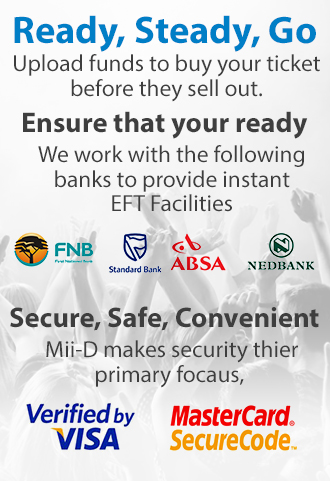 Ready, Steady, Go
Upload funds to buy your ticket
before they sell out.
Ensure that your ready
We work with the following
banks to provide instant
EFT Facilities
FNB
First National Bank
Standard Bank
ABSA
NEDBANK
Secure, Safe, Convenient
Mii-D makes security thier
primary focaus,
Verified by
VISA
MasterCard®
SecureCode™